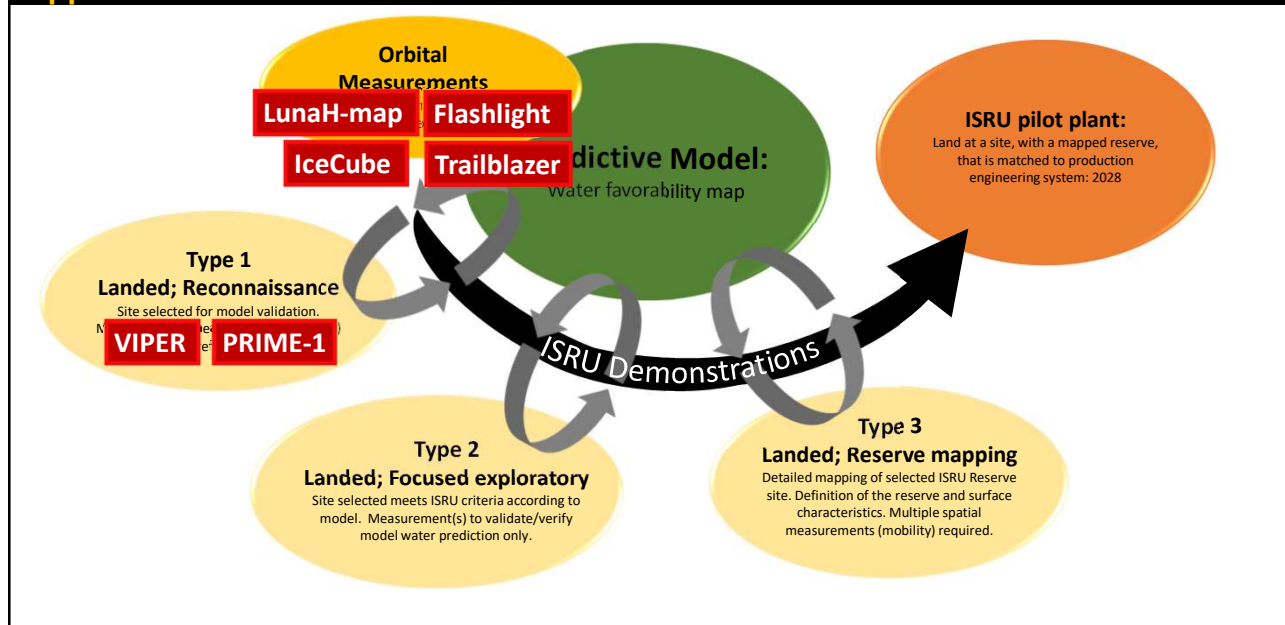 Orbital
Measurements
LunaH-map
Flashlight
IceCube
Trailblazer
dictive Model:
Water favorability map
ISRU pilot plant:
Land at a site, with a mapped reserve,
that is matched to production
engineering system: 2028
Type 1
Landed; Reconnaissance
Site selected for model validation.
VIPER
PRIME-1
ISRU Demonstrations
Type 2
Landed; Focused exploratory
Site selected meets ISRU criteria according to
model. Measurement(s) to validate/verify
model water prediction only.
Type 3
Landed; Reserve mapping
Detailed mapping of selected ISRU Reserve
site. Definition of the reserve and surface
characteristics. Multiple spatial
measurements (mobility) required.